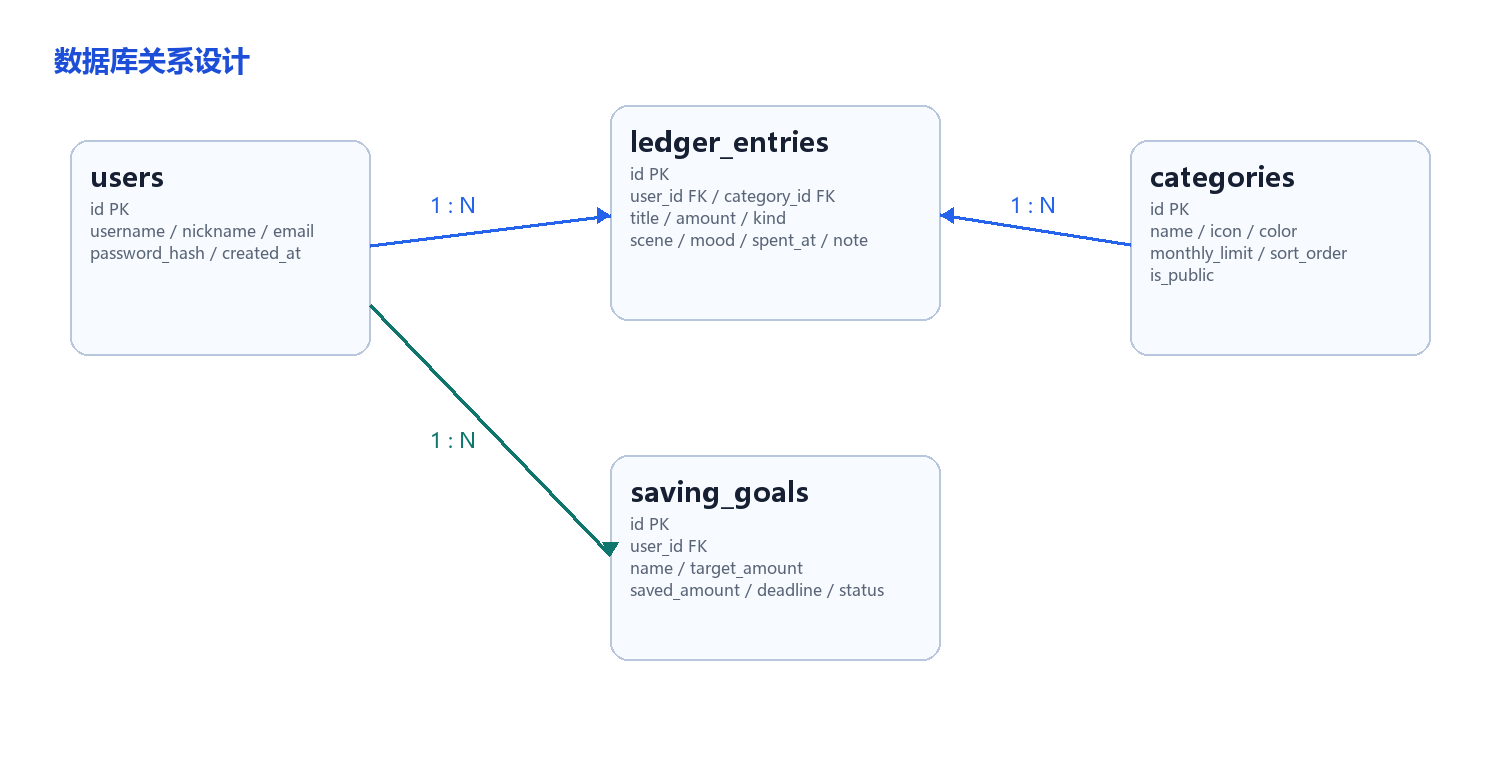 数据库关系设计
users
id PK
username / nickname / email
password_hash / created_at
1 : N
ledger_entries
id PK
user_id FK / category_id FK
title / amount / kind
scene / mood / spent_at / note
1 : N
categories
id PK
name / icon / color
monthly_limit / sort_order
is_public
1 : N
saving_goals
id PK
user_id FK
name / target_amount
saved_amount / deadline / status